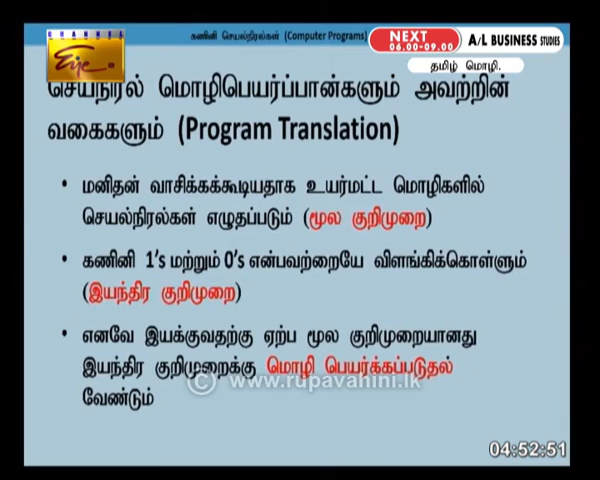 CHANNEL
Eye
கணினி செயல்நிரல்கள் (Computer Programs)
NEXT
06.00-09.00
A/L BUSINESS STUDIES
தமிழ் மொழி.
செயநிரல் மொழிபெயர்ப்பான்களும் அவற்றின்
வகைகளும் (Program Translation)
• மனிதன் வாசிக்கக்கூடியதாக உயர்மட்ட மொழிகளில்
செயல்நிரல்கள் எழுதப்படும் (மூல குறிமுறை)
• கணினி 1's மற்றும் 0's என்பவற்றையே விளங்கிக்கொள்ளும்
(இயந்திர குறிமுறை)
• எனவே இயக்குவதற்கு ஏற்ப மூல குறிமுறையானது
இயந்திர குறிமுறைக்கு மொழி பெயர்க்கப்படுதல்
வேண்டும்
© www.rupavahini.lk
04:52:51